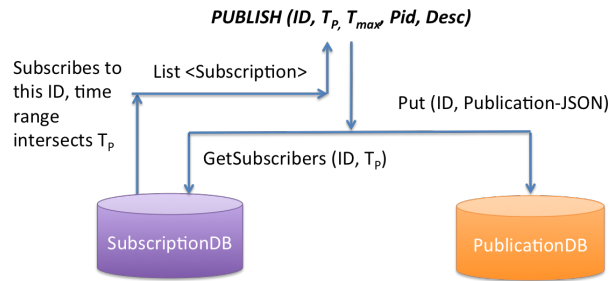 PUBLISH (ID, Tp, Tmax, Pid, Desc)
Subscribes to
this ID, time
range
intersects Tp
List <Subscription>
Put (ID, Publication-JSON)
GetSubscribers (ID, Tp)
SubscriptionDB
PublicationDB